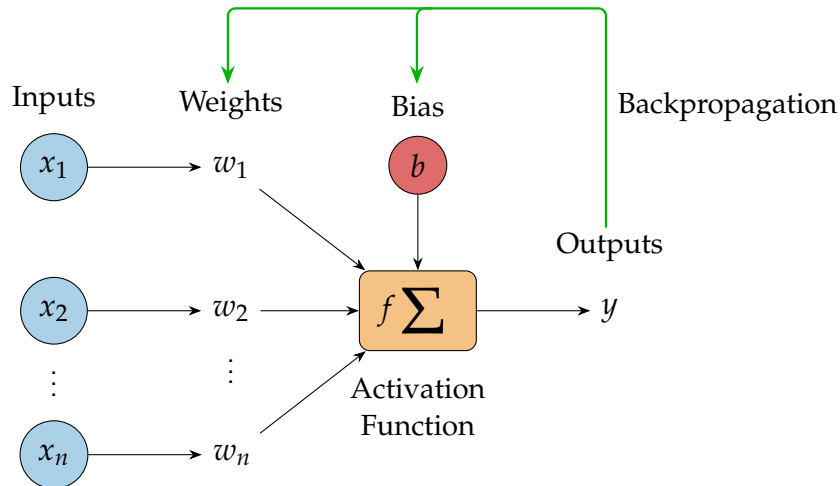 Inputs
Weights
Bias
Backpropagation
x₁
w₁
b
Outputs
x₂
w₂
f ∑
y
⋮
⋮
Activation
Function
xₙ
wₙ